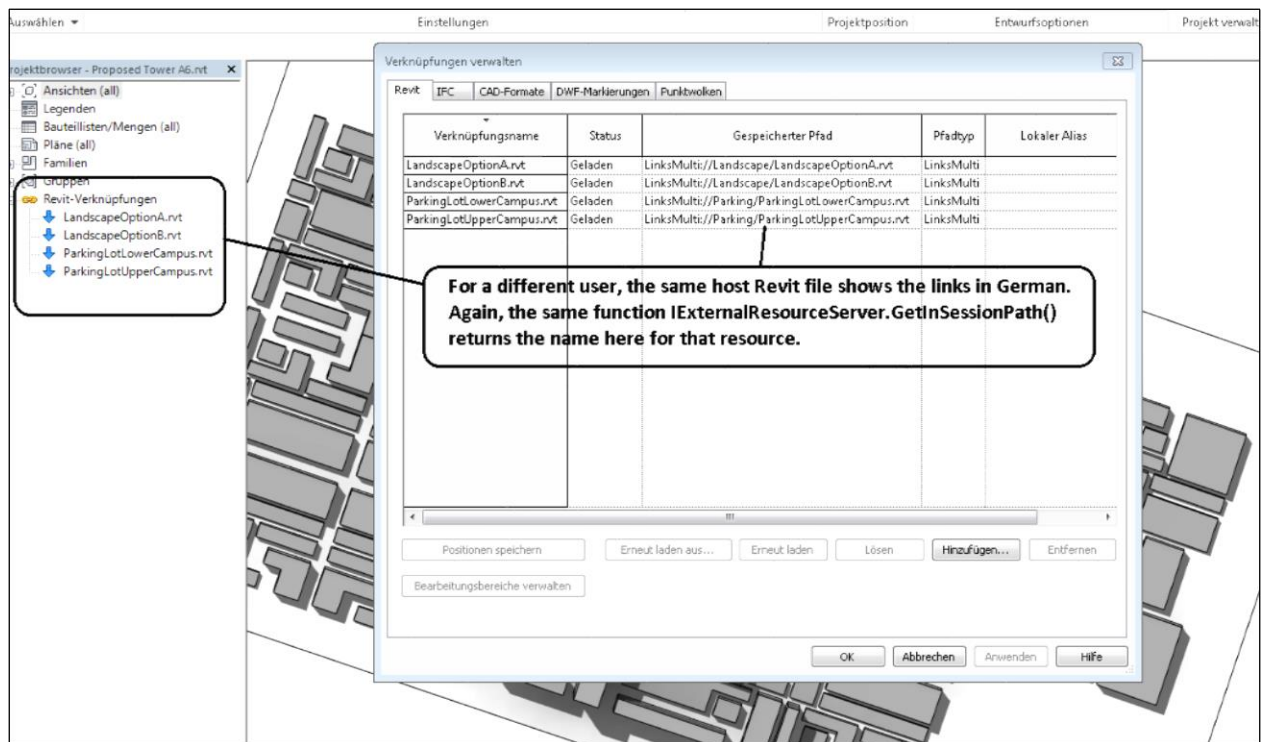 Auswählen
Einstellungen
Projektposition
Entwurfsoptionen
Projekt verwalt
rojektbrowser - Proposed Tower A6.rvt
Ansichten (all)
Legenden
Bauteillisten/Mengen (all)
Pläne (all)
Familien
Gruppen
Revit-Verknüpfungen
LandscapeOptionA.rvt
LandscapeOptionB.rvt
ParkingLotLowerCampus.rvt
ParkingLotUpperCampus.rvt
Verknüpfungen verwalten
Revit IFC CAD-Formate DWF-Markierungen Punktwolken
Verknüpfungsname Status Gespeicherter Pfad Pfadtyp Lokaler Alias
LandscapeOptionA.rvt Geladen LinksMulti://Landscape/LandscapeOptionA.rvt LinksMulti
LandscapeOptionB.rvt Geladen LinksMulti://Landscape/LandscapeOptionB.rvt LinksMulti
ParkingLotLowerCampus.rvt Geladen LinksMulti://Parking/ParkingLotLowerCampus.rvt LinksMulti
ParkingLotUpperCampus.rvt Geladen LinksMulti://Parking/ParkingLotUpperCampus.rvt LinksMulti
For a different user, the same host Revit file shows the links in German.
Again, the same function IExternalResourceServer.GetInSessionPath()
returns the name here for that resource.
Positionen speichern Erneut laden aus... Erneut laden Lösen Hinzufügen... Entfernen
Bearbeitungsbereiche verwalten
OK Abbrechen Anwenden Hilfe